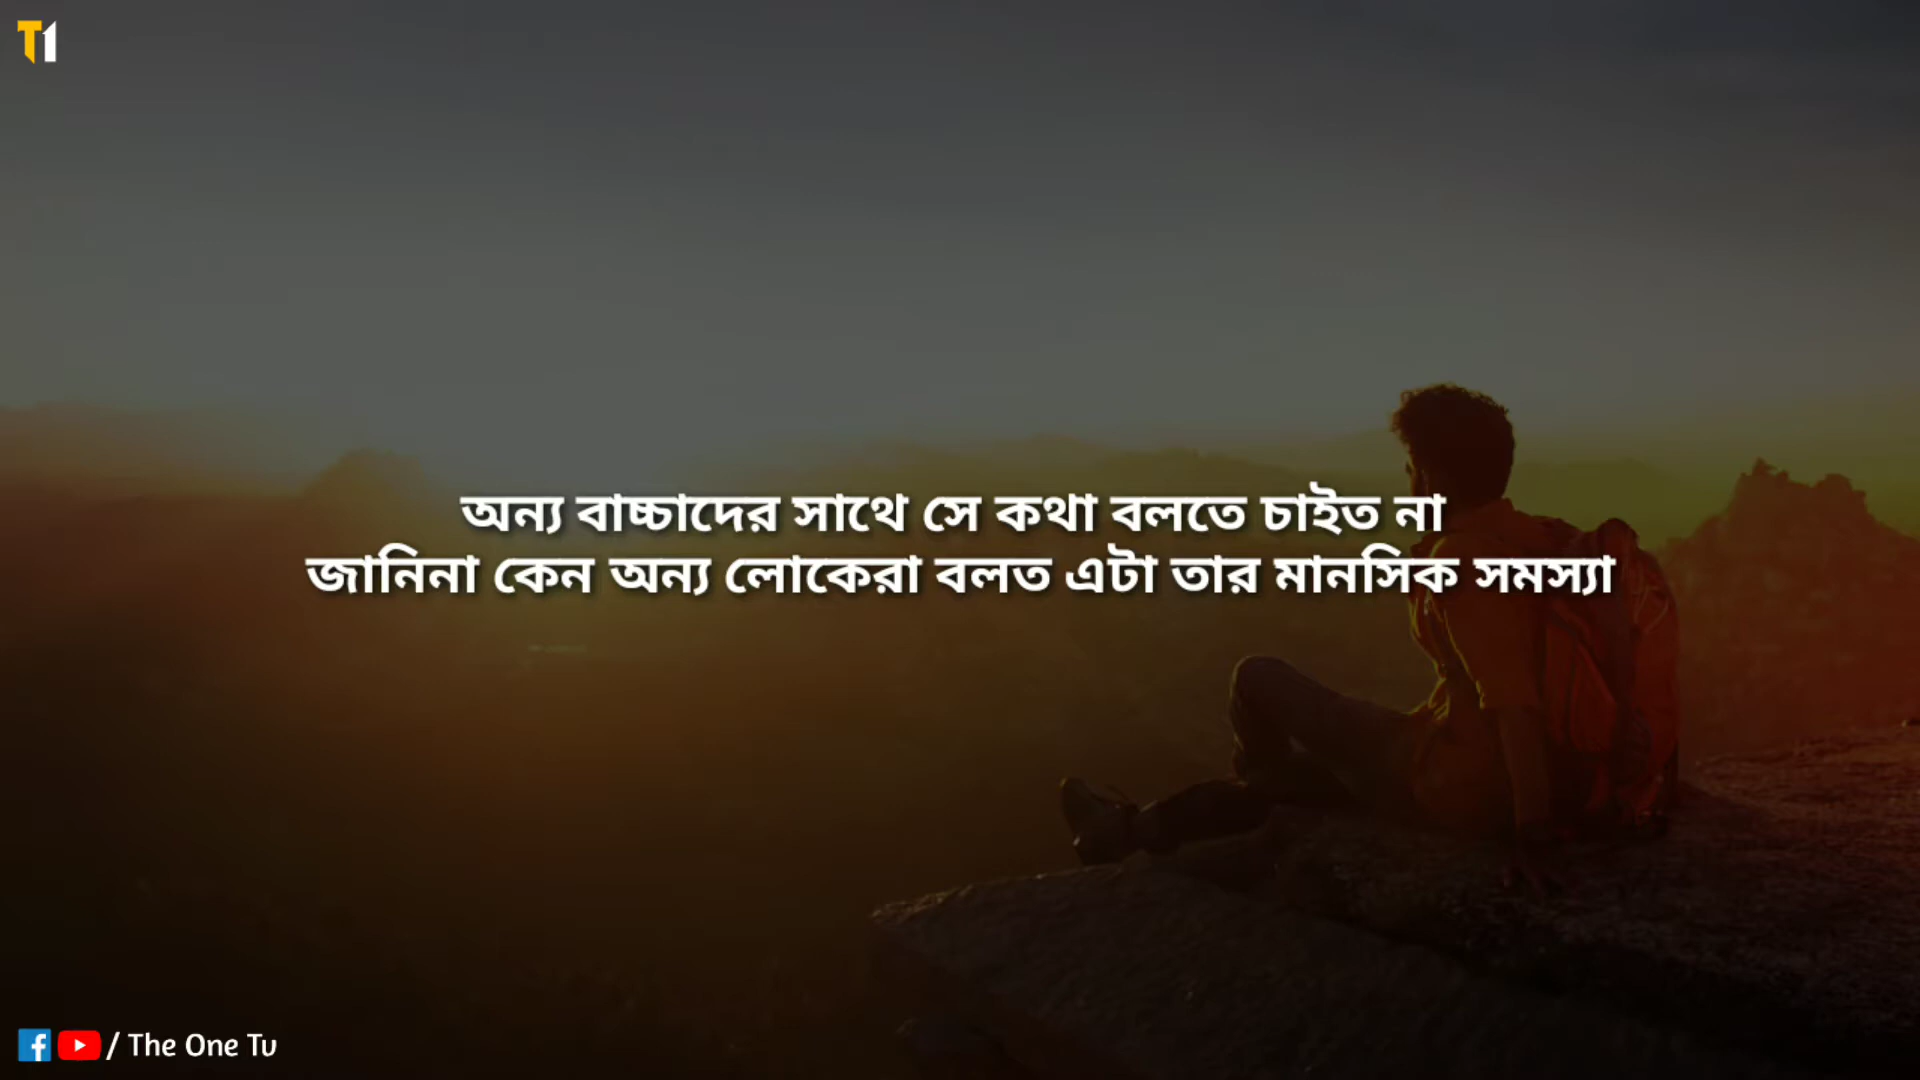 T1
অন্য বাচ্চাদের সাথে সে কথা বলতে চাইত না
জানিনা কেন অন্য লোকেরা বলত এটা তার মানসিক সমস্যা
/ The One Tv